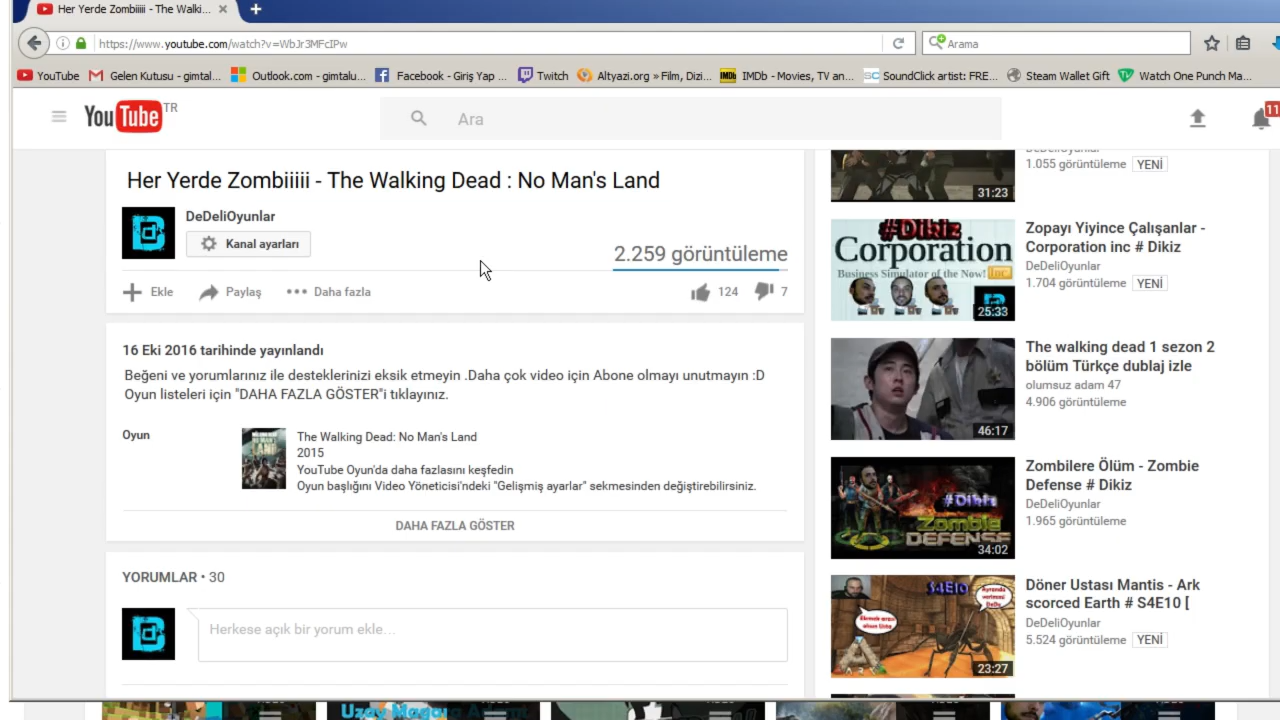 Her Yerde Zombiiiii - The Walki...
https://www.youtube.com/watch?v=WbJr3MFcIPw
Arama
YouTube
Gelen Kutusu - gimtal...
Outlook.com - gimtalu...
Facebook - Giriş Yap ...
Twitch
Altyazi.org » Film, Dizi...
IMDb - Movies, TV an...
SoundClick artist: FRE...
Steam Wallet Gift
Watch One Punch Ma...
YouTube TR
Ara
11
Her Yerde Zombiiiii - The Walking Dead : No Man's Land
DeDeliOyunlar
Kanal ayarları
2.259 görüntüleme
Ekle
Paylaş
Daha fazla
124
7
16 Eki 2016 tarihinde yayınlandı
Beğeni ve yorumlarınız ile desteklerinizi eksik etmeyin .Daha çok video için Abone olmayı unutmayın :D
Oyun listeleri için "DAHA FAZLA GÖSTER"i tıklayınız.
Oyun
The Walking Dead: No Man's Land
2015
YouTube Oyun'da daha fazlasını keşfedin
Oyun başlığını Video Yöneticisi'ndeki "Gelişmiş ayarlar" sekmesinden değiştirebilirsiniz.
DAHA FAZLA GÖSTER
YORUMLAR • 30
Herkese açık bir yorum ekle...
DeDeliOyunlar
1.055 görüntüleme YENİ
31:23
#Dikiz
Corporation
Business Simulator of the Now! Inc.
25:33
Zopayı Yiyince Çalışanlar -
Corporation inc # Dikiz
DeDeliOyunlar
1.704 görüntüleme YENİ
46:17
The walking dead 1 sezon 2
bölüm Türkçe dublaj izle
olumsuz adam 47
4.906 görüntüleme
#Dikiz
Zombie
DEFENSE
34:02
Zombilere Ölüm - Zombie
Defense # Dikiz
DeDeliOyunlar
1.965 görüntüleme
S4E10
23:27
Döner Ustası Mantis - Ark
scorched Earth # S4E10 [
DeDeliOyunlar
5.524 görüntüleme YENİ